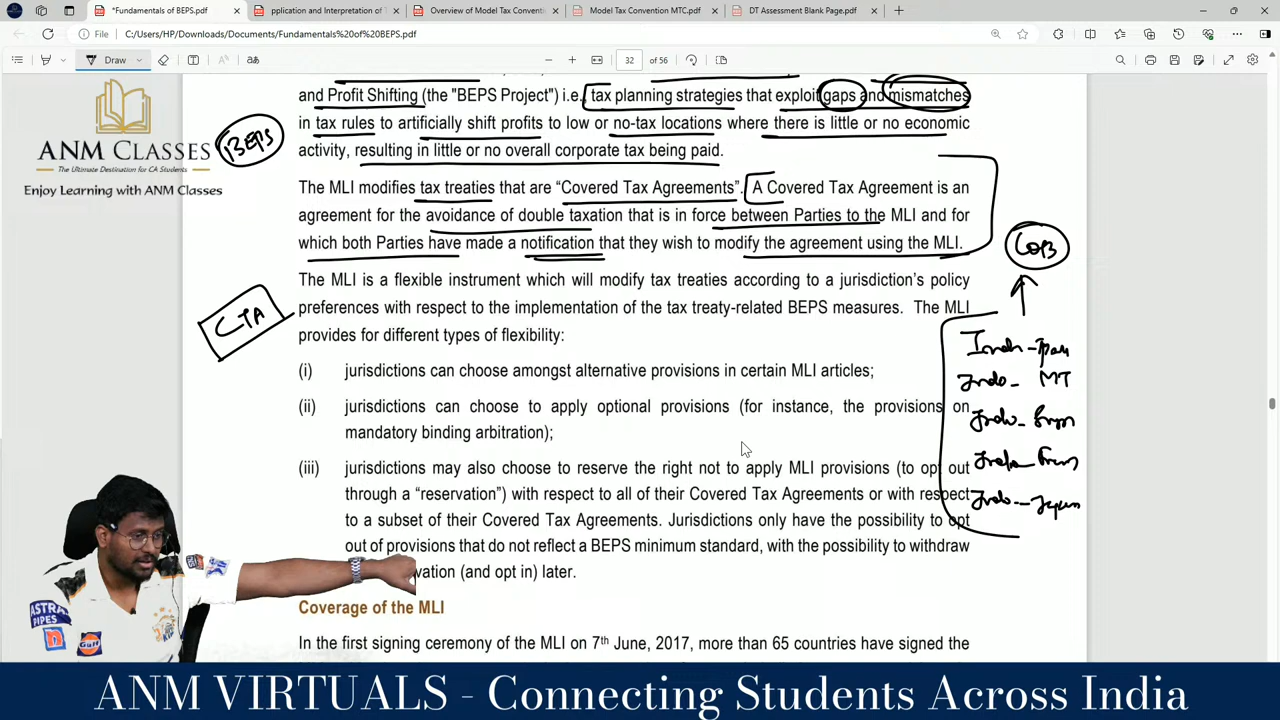 *Fundamentals of BEPS.pdf
pplication and Interpretation of T
Overview of Model Tax Conventi
Model Tax Convention MTC.pdf
DT Assessment Blank Page.pdf
File
C:/Users/HP/Downloads/Documents/Fundamentals%20of%20BEPS.pdf
Draw
32 of 56
ANM CLASSES
The Ultimate Destination for CA Students
Enjoy Learning with ANM Classes
BEPS
and Profit Shifting (the "BEPS Project") i.e., tax planning strategies that exploit gaps and mismatches
in tax rules to artificially shift profits to low or no-tax locations where there is little or no economic
activity, resulting in little or no overall corporate tax being paid.
The MLI modifies tax treaties that are “Covered Tax Agreements”. A Covered Tax Agreement is an
agreement for the avoidance of double taxation that is in force between Parties to the MLI and for
which both Parties have made a notification that they wish to modify the agreement using the MLI.
CTA
The MLI is a flexible instrument which will modify tax treaties according to a jurisdiction’s policy
preferences with respect to the implementation of the tax treaty-related BEPS measures. The MLI
provides for different types of flexibility:
(i) jurisdictions can choose amongst alternative provisions in certain MLI articles;
(ii) jurisdictions can choose to apply optional provisions (for instance, the provisions on
mandatory binding arbitration);
(iii) jurisdictions may also choose to reserve the right not to apply MLI provisions (to opt out
through a “reservation”) with respect to all of their Covered Tax Agreements or with respect
to a subset of their Covered Tax Agreements. Jurisdictions only have the possibility to opt
out of provisions that do not reflect a BEPS minimum standard, with the possibility to withdraw
vation (and opt in) later.
Indo - MT
Coverage of the MLI
In the first signing ceremony of the MLI on 7th June, 2017, more than 65 countries have signed the
ASTRAL
PIPES
n
Gulf
ANM VIRTUALS - Connecting Students Across India